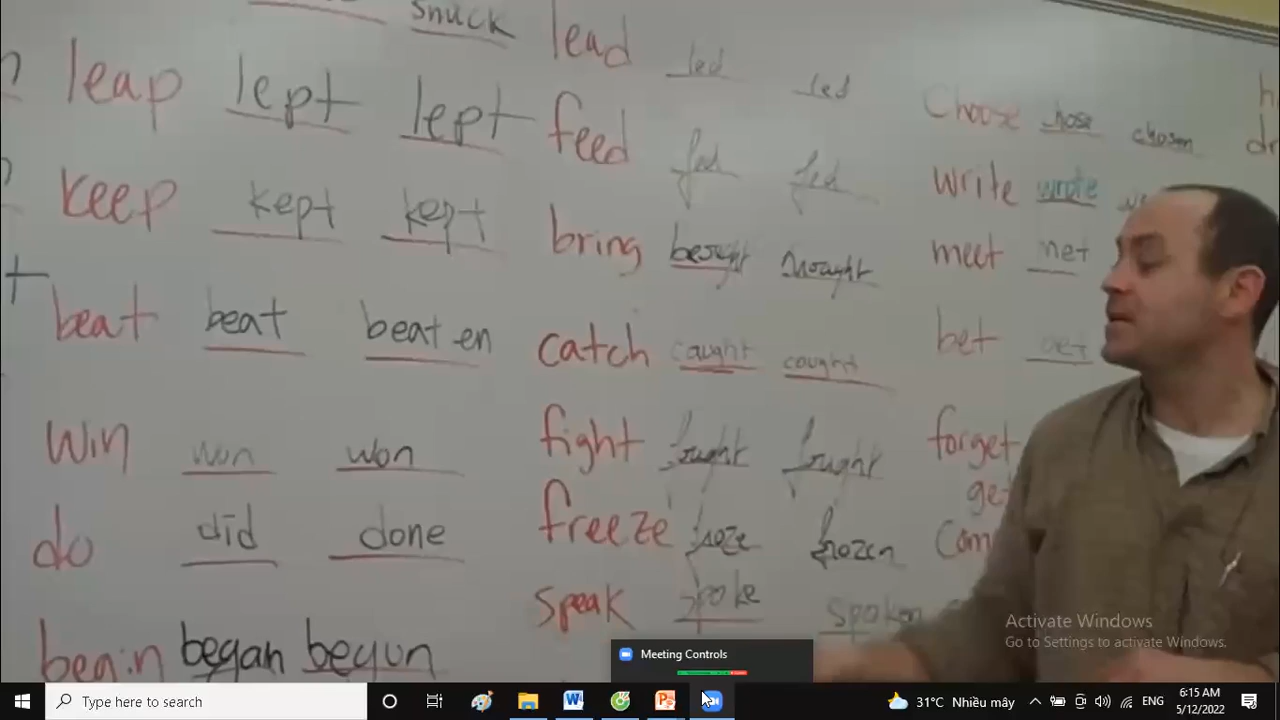 snuck
leap lept lept
keep kept kept
beat beat beaten
win won won
do did done
begin began begun
lead led led
feed fed fed
bring
catch caught caught
fight fought fought
freeze froze frozen
speak spoke spoken
Choose chose chosen
write wrote
meet met
bet bet
forget
Activate Windows
Go to Settings to activate Windows.
Meeting Controls
Type here to search
31°C Nhiều mây
ENG
6:15 AM
5/12/2022